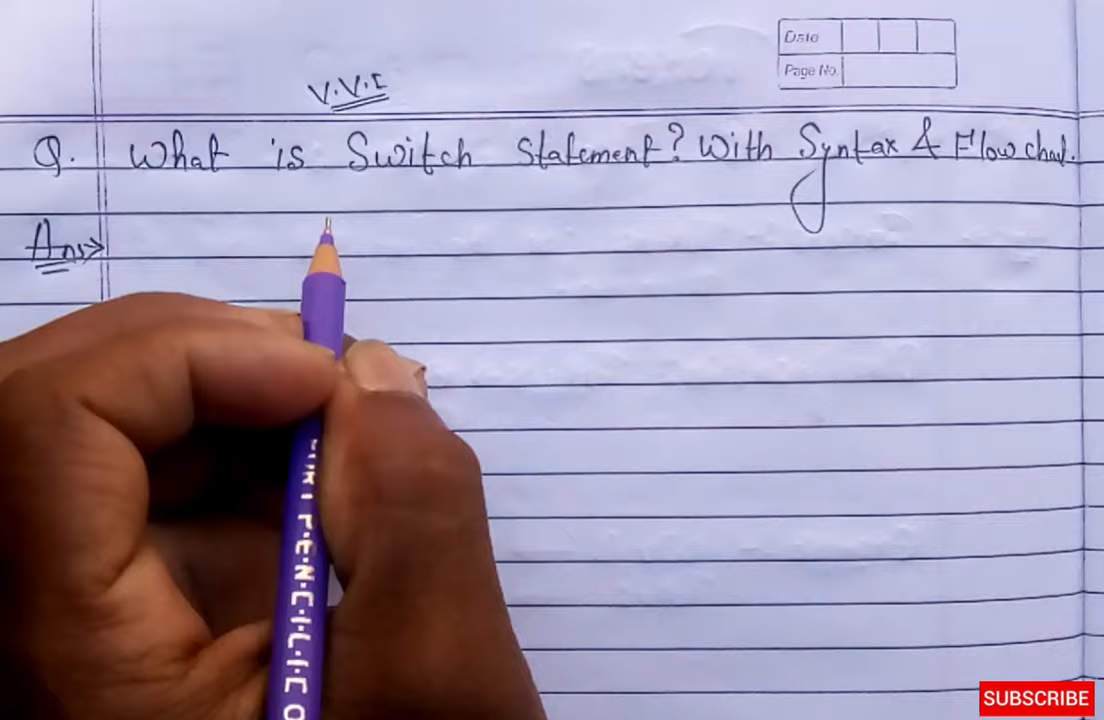 Date
Page No.
V.V.I
Q. What is Switch Statement? With Syntax & Flow chart.
Ans→
P·E·N·C·I·L·I·C·O
SUBSCRIBE